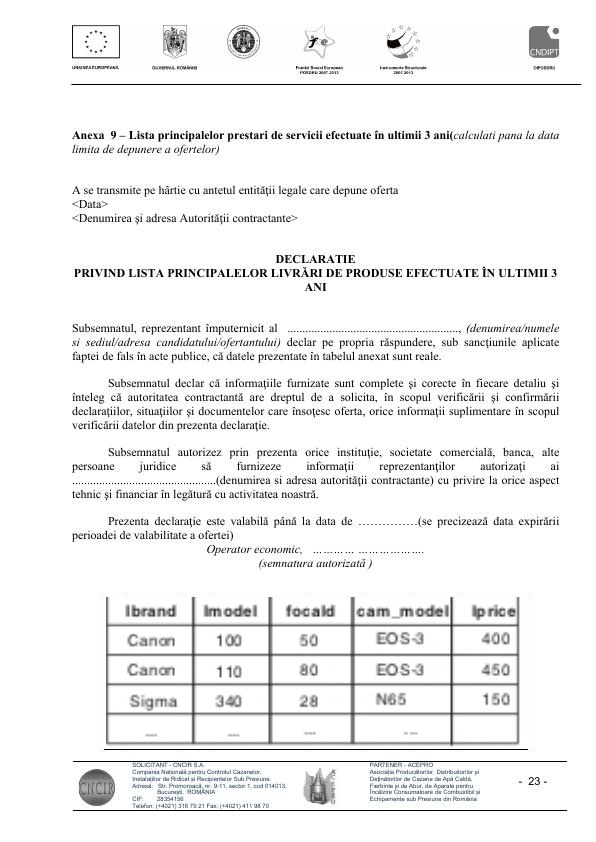 UNIUNEA EUROPEANĂ
GUVERNUL ROMÂNIEI
Fondul Social European
POSDRU 2007-2013
Instrumente Structurale
2007-2013
CNDIPT
OIPOSDRU
Anexa 9 – Lista principalelor prestari de servicii efectuate în ultimii 3 ani(calculati pana la data
limita de depunere a ofertelor)
A se transmite pe hârtie cu antetul entităţii legale care depune oferta
<Data>
<Denumirea şi adresa Autorităţii contractante>
DECLARATIE
PRIVIND LISTA PRINCIPALELOR LIVRĂRI DE PRODUSE EFECTUATE ÎN ULTIMII 3
ANI
Subsemnatul, reprezentant împuternicit al ........................................................., (denumirea/numele
si sediul/adresa candidatului/ofertantului) declar pe propria răspundere, sub sancţiunile aplicate
faptei de fals în acte publice, că datele prezentate în tabelul anexat sunt reale.
Subsemnatul declar că informaţiile furnizate sunt complete şi corecte în fiecare detaliu şi
înteleg că autoritatea contractantă are dreptul de a solicita, în scopul verificării şi confirmării
declaraţiilor, situaţiilor şi documentelor care însoţesc oferta, orice informaţii suplimentare în scopul
verificării datelor din prezenta declaraţie.
Subsemnatul autorizez prin prezenta orice instituţie, societate comercială, banca, alte
persoane juridice să furnizeze informaţii reprezentanţilor autorizaţi ai
................................................(denumirea si adresa autorităţii contractante) cu privire la orice aspect
tehnic şi financiar în legătură cu activitatea noastră.
Prezenta declaraţie este valabilă până la data de ……………(se precizează data expirării
perioadei de valabilitate a ofertei)
Operator economic, ………… ……………….
(semnatura autorizată )
lbrand lmodel focald cam_model lprice
Canon 100 50 EOS-3 400
Canon 110 80 EOS-3 450
Sigma 340 28 N65 150
... ... ... ...
SOLICITANT - CNCIR S.A.
Compania Naţională pentru Controlul Cazanelor,
Instalaţiilor de Ridicat şi Recipientelor Sub Presiune.
Adresă: Str. Promoroacă, nr. 9-11, sector 1, cod 014013,
Bucureşti, ROMÂNIA
CIF: 28354156
Telefon: (+4021) 316 79 21 Fax: (+4021) 411 98 70
CNCIR
PARTENER - ACEPRO
Asociaţia Producătorilor, Distribuitorilor şi
Deţinătorilor de Cazane de Apă Caldă,
Fierbinte şi de Abur, de Aparate pentru
Încălzire Consumatoare de Combustibil şi
Echipamente sub Presiune din România
- 23 -